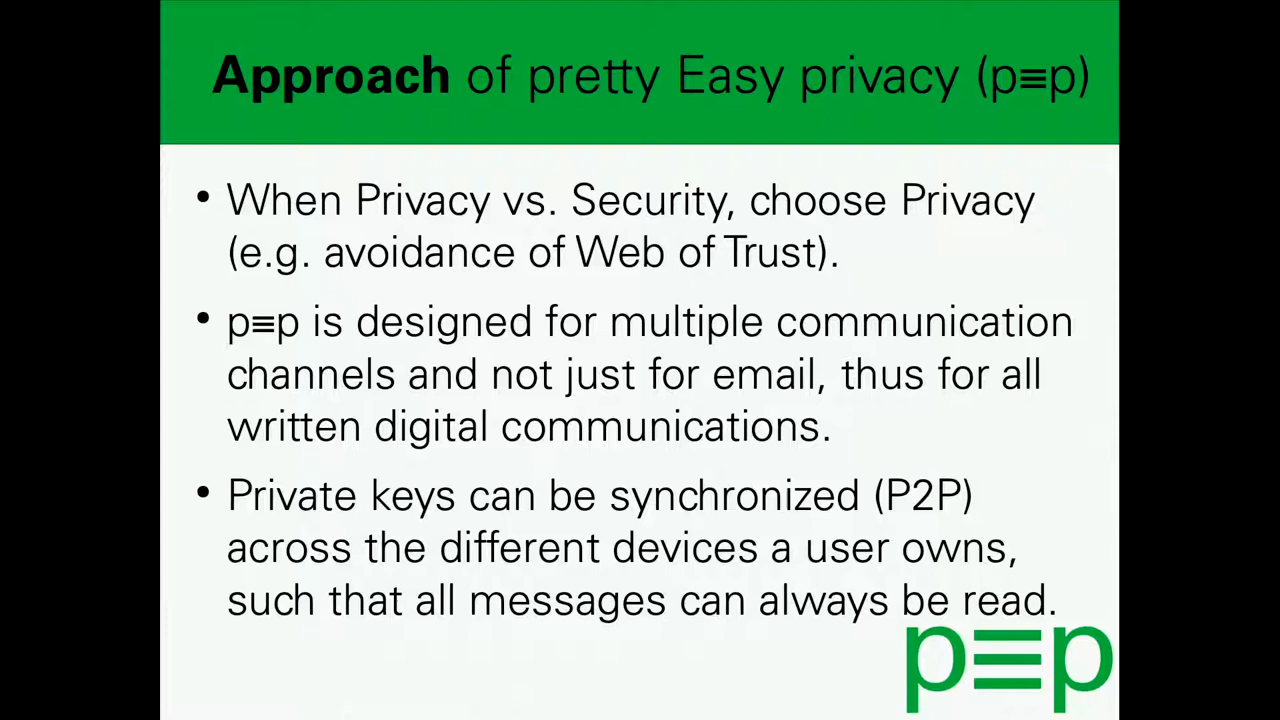 Approach of pretty Easy privacy (p≡p)
• When Privacy vs. Security, choose Privacy
(e.g. avoidance of Web of Trust).
• p≡p is designed for multiple communication
channels and not just for email, thus for all
written digital communications.
• Private keys can be synchronized (P2P)
across the different devices a user owns,
such that all messages can always be read.
p≡p